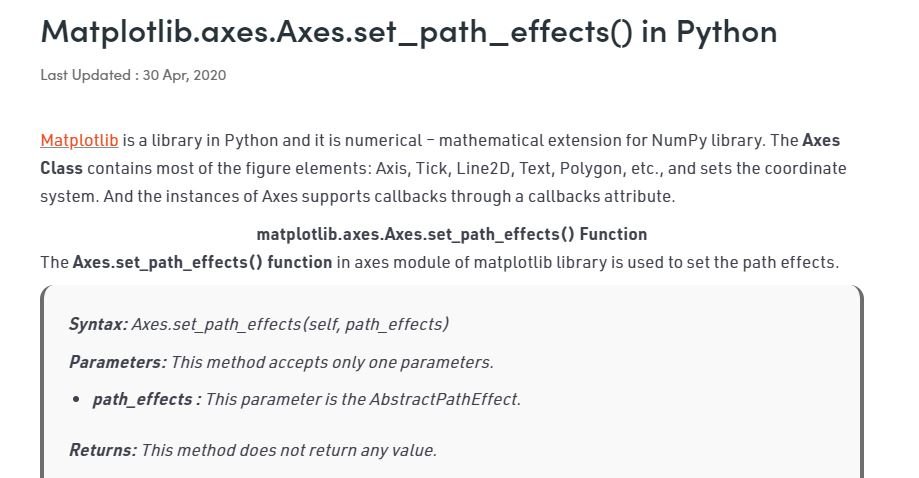 Matplotlib.axes.Axes.set_path_effects() in Python
Last Updated : 30 Apr, 2020
Matplotlib is a library in Python and it is numerical – mathematical extension for NumPy library. The Axes
Class contains most of the figure elements: Axis, Tick, Line2D, Text, Polygon, etc., and sets the coordinate
system. And the instances of Axes supports callbacks through a callbacks attribute.
matplotlib.axes.Axes.set_path_effects() Function
The Axes.set_path_effects() function in axes module of matplotlib library is used to set the path effects.
Syntax: Axes.set_path_effects(self, path_effects)
Parameters: This method accepts only one parameters.
• path_effects : This parameter is the AbstractPathEffect.
Returns: This method does not return any value.